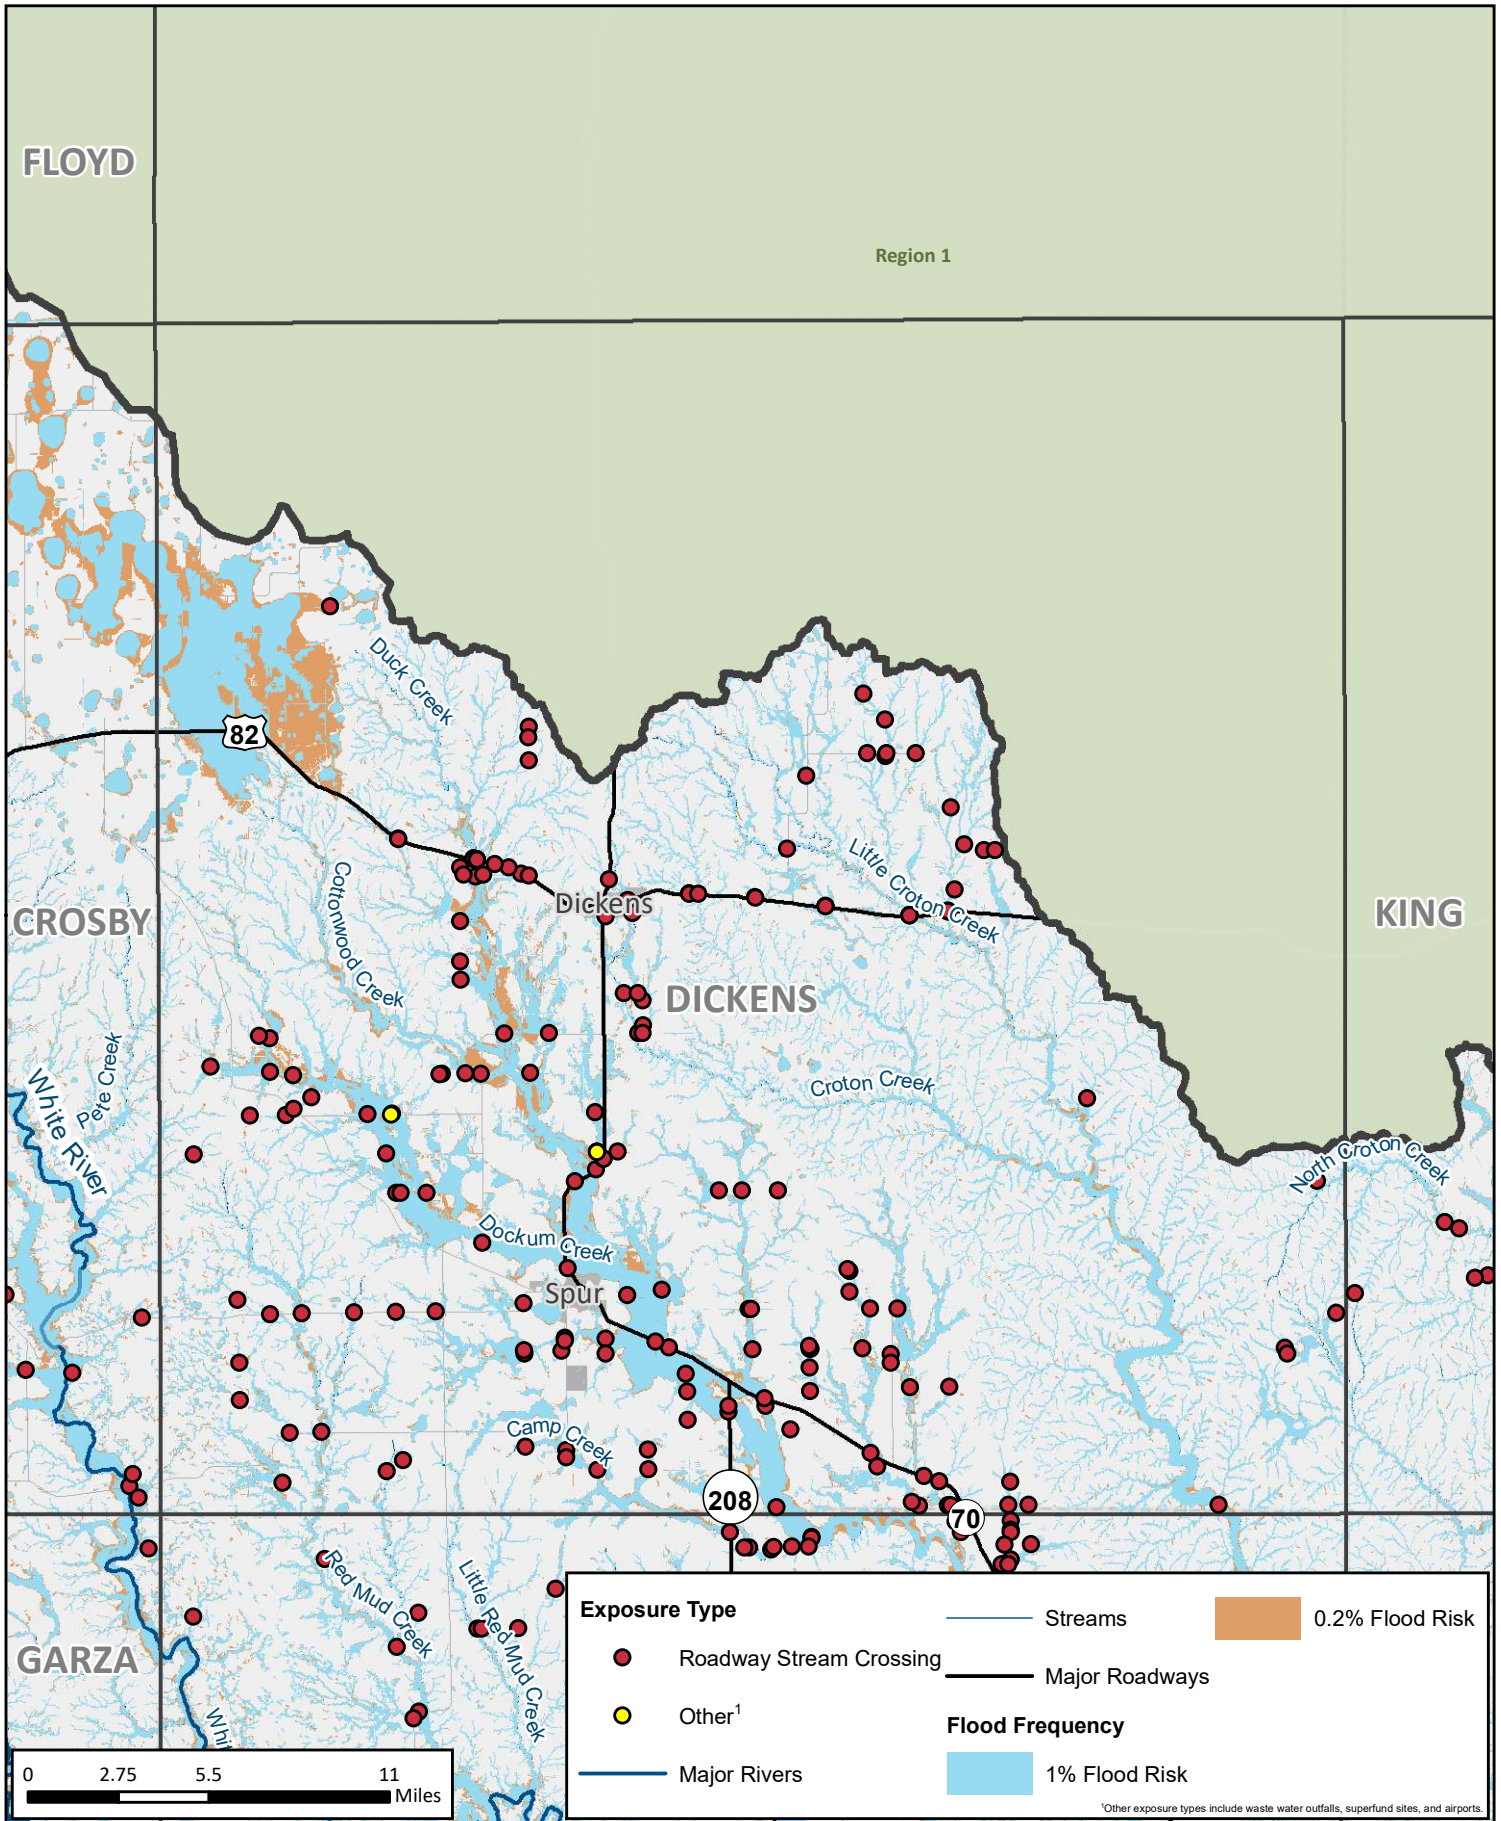 FLOYD
Region 1
Duck Creek
82
Cottonwood Creek
Little Croton Creek
Dickens
CROSBY
KING
DICKENS
Pete Creek
White River
Croton Creek
North Croton Creek
Dockum Creek
Spur
Camp Creek
208
70
Red Mud Creek
Little Red Mud Creek
GARZA
Whit
0 2.75 5.5 11
Miles
Exposure Type
Roadway Stream Crossing
Other1
Major Rivers
Streams
Major Roadways
Flood Frequency
1% Flood Risk
0.2% Flood Risk
1Other exposure types include waste water outfalls, superfund sites, and airports.